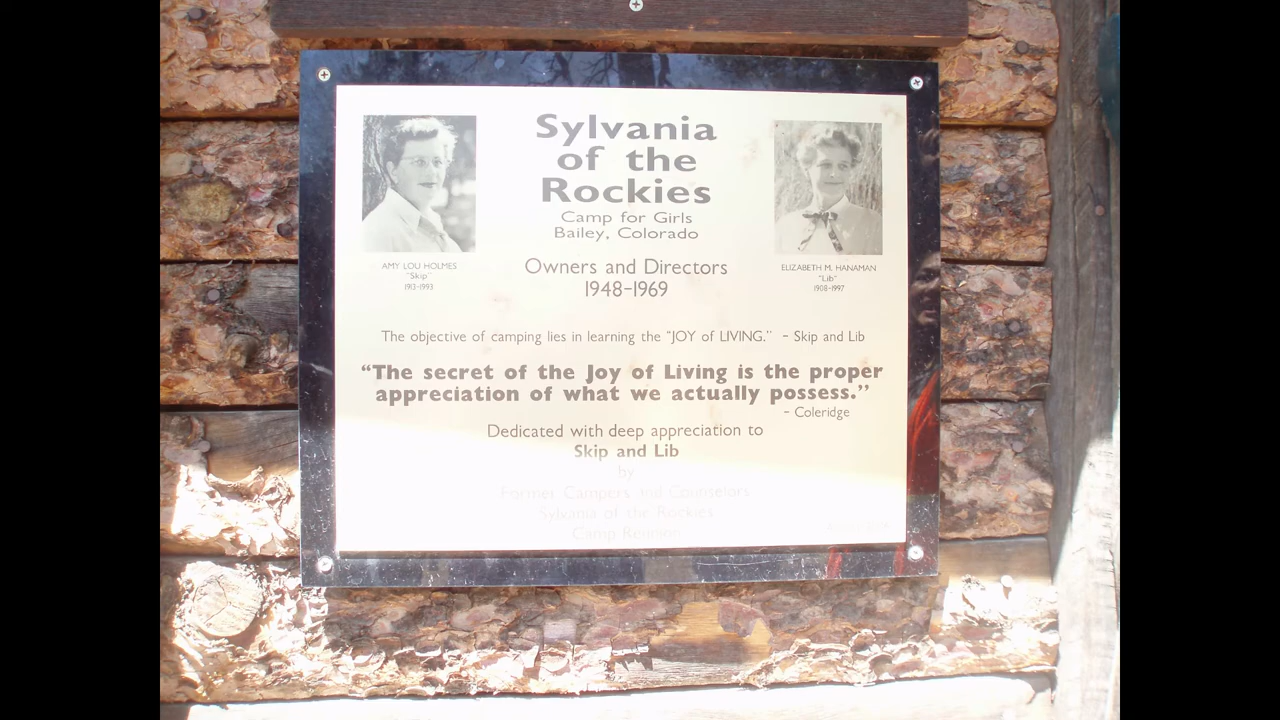 Sylvania
of the
Rockies
Camp for Girls
Bailey, Colorado
AMY LOU HOLMES
"Skip"
1913-1993
ELIZABETH M. HANAMAN
"Lib"
1908-1997
Owners and Directors
1948-1969
The objective of camping lies in learning the "JOY of LIVING." - Skip and Lib
“The secret of the Joy of Living is the proper
appreciation of what we actually possess.”
- Coleridge
Dedicated with deep appreciation to
Skip and Lib
by
Former Campers and Counselors
Sylvania of the Rockies
Camp Reunion